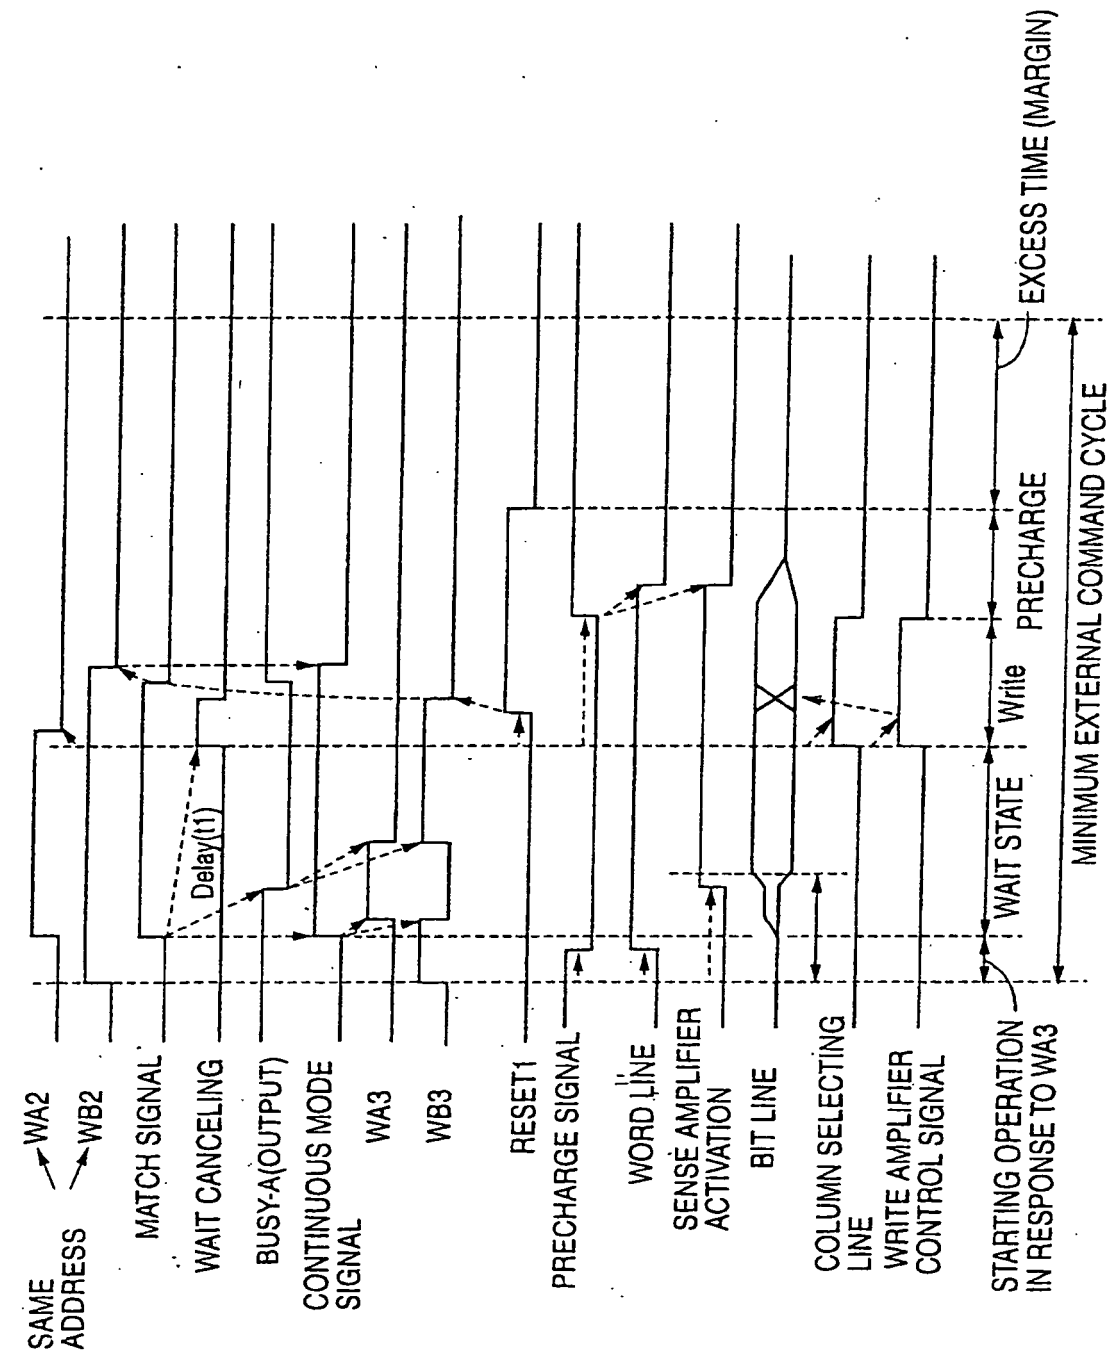 SAME
ADDRESS
WA2
WB2
MATCH SIGNAL
WAIT CANCELING
BUSY-A(OUTPUT)
CONTINUOUS MODE
SIGNAL
WA3
WB3
RESET1
PRECHARGE SIGNAL
WORD LINE
SENSE AMPLIFIER
ACTIVATION
BIT LINE
COLUMN SELECTING
LINE
WRITE AMPLIFIER
CONTROL SIGNAL
STARTING OPERATION
IN RESPONSE TO WA3
Delay(t1)
WAIT STATE
Write
PRECHARGE
EXCESS TIME (MARGIN)
MINIMUM EXTERNAL COMMAND CYCLE